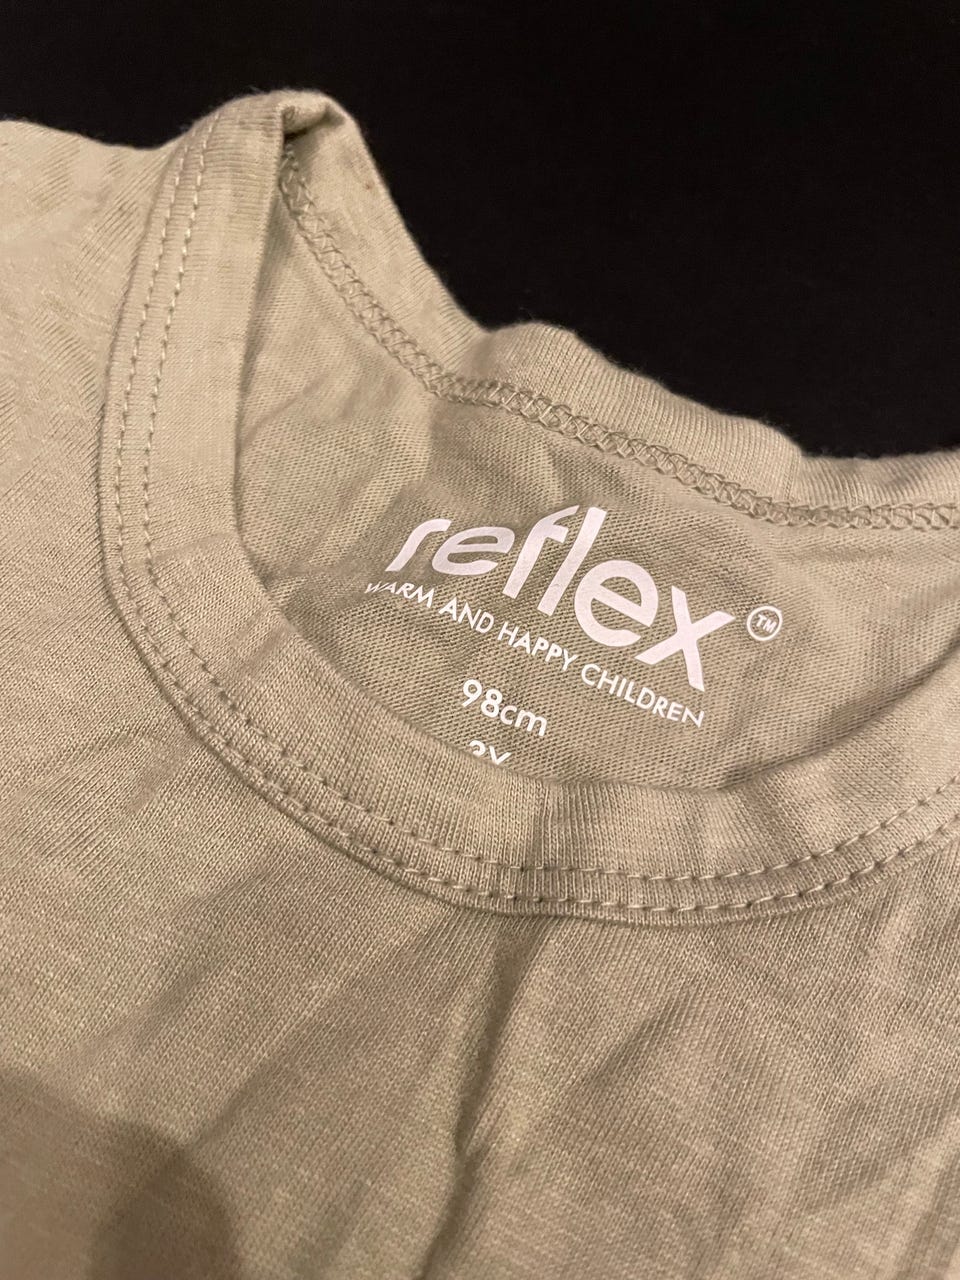 reflex™
WARM AND HAPPY CHILDREN
98cm